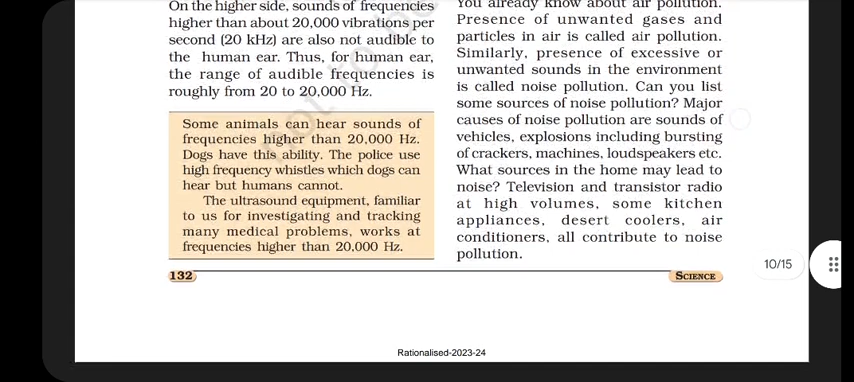 On the higher side, sounds of frequencies
higher than about 20,000 vibrations per
second (20 kHz) are also not audible to
the human ear. Thus, for human ear,
the range of audible frequencies is
roughly from 20 to 20,000 Hz.
Some animals can hear sounds of
frequencies higher than 20,000 Hz.
Dogs have this ability. The police use
high frequency whistles which dogs can
hear but humans cannot.
The ultrasound equipment, familiar
to us for investigating and tracking
many medical problems, works at
frequencies higher than 20,000 Hz.
You already know about air pollution.
Presence of unwanted gases and
particles in air is called air pollution.
Similarly, presence of excessive or
unwanted sounds in the environment
is called noise pollution. Can you list
some sources of noise pollution? Major
causes of noise pollution are sounds of
vehicles, explosions including bursting
of crackers, machines, loudspeakers etc.
What sources in the home may lead to
noise? Television and transistor radio
at high volumes, some kitchen
appliances, desert coolers, air
conditioners, all contribute to noise
pollution.
132
SCIENCE
10/15
Rationalised-2023-24